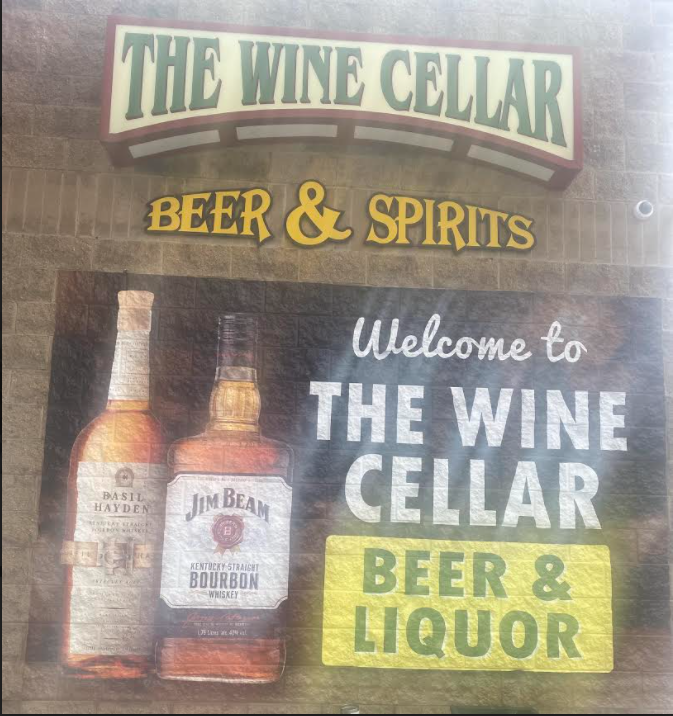 THE WINE CELLAR
BEER & SPIRITS
Welcome to
THE WINE
CELLAR
BEER &
LIQUOR
BASIL
HAYDEN
JIM BEAM
B
KENTUCKY STRAIGHT
BOURBON
WHISKEY